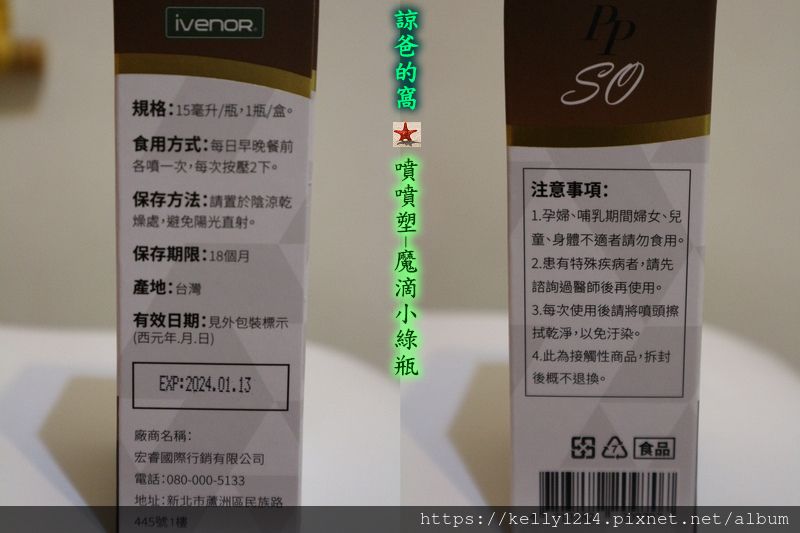 ivenor
規格：15毫升/瓶，1瓶/盒。
食用方式：每日早晚餐前
各噴一次，每次按壓2下。
保存方法：請置於陰涼乾
燥處，避免陽光直射。
保存期限：18個月
產地：台灣
有效日期：見外包裝標示
(西元年.月.日)
EXP:2024.01.13
廠商名稱：
宏睿國際行銷有限公司
電話：080-000-5133
地址：新北市蘆洲區民族路
445號1樓
諒爸的窩
噴噴塑-魔滴小綠瓶
PP
SO
注意事項：
1.孕婦、哺乳期間婦女、兒
童、身體不適者請勿食用。
2.患有特殊疾病者，請先
諮詢過醫師後再使用。
3.每次使用後請將噴頭擦
拭乾淨，以免汙染。
4.此為接觸性商品，拆封
後概不退換。
7
食品
https://kelly1214.pixnet.net/album